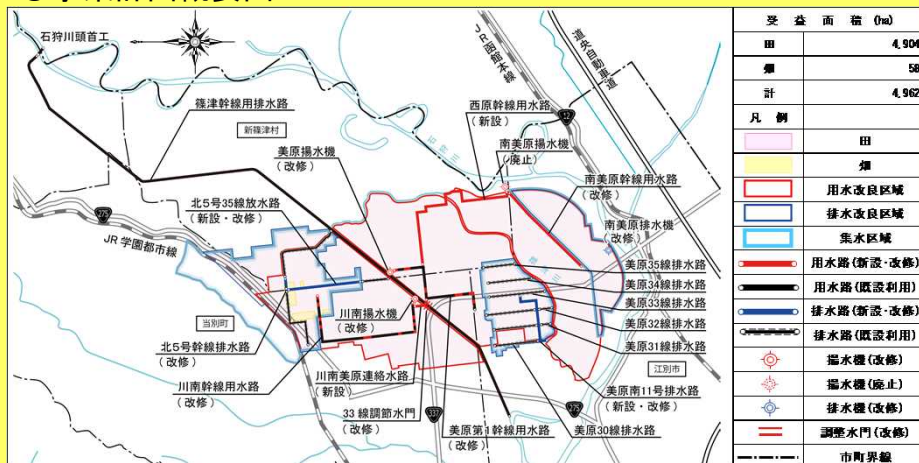 石狩川頭首工
篠津幹線用排水路
新篠津村
美原揚水機
(改修)
北5号35線放水路
(新設・改修)
275
JR学園都市線
当別町
北5号幹線排水路
(改修)
川南幹線用水路
(改修)
川南揚水機
(改修)
川南美原連絡水路
(新設)
33線調節水門
(改修)
337
美原第1幹線用水路
(改修)
JR函館本線
道央自動車道
12
西原幹線用水路
(新設)
南美原揚水機
(廃止)
南美原幹線用水路
(改修)
南美原排水機
(改修)
美原35線排水路
美原34線排水路
美原33線排水路
美原32線排水路
美原31線排水路
江別市
美原南11号排水路
(新設・改修)
275
美原30線排水路
受益面積(ha)
田 4,904
畑 58
計 4,962
凡例
田
畑
用水改良区域
排水改良区域
集水区域
用水路(新設・改修)
用水路(既設利用)
排水路(新設・改修)
排水路(既設利用)
揚水機(改修)
揚水機(廃止)
排水機(改修)
調整水門(改修)
市町界線